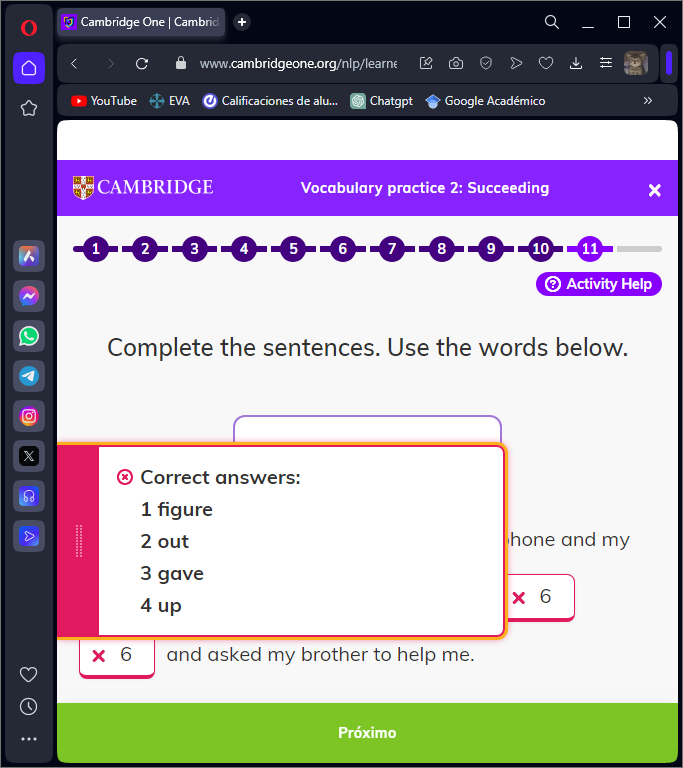 Cambridge One | Cambrid
www.cambridgeone.org/nlp/learne
YouTube
EVA
Calificaciones de alu...
Chatgpt
Google Académico
»
CAMBRIDGE
Vocabulary practice 2: Succeeding
1 2 3 4 5 6 7 8 9 10 11
Activity Help
Complete the sentences. Use the words below.
Correct answers:
1 figure
2 out
3 gave
4 up
phone and my
6
6 and asked my brother to help me.
Próximo